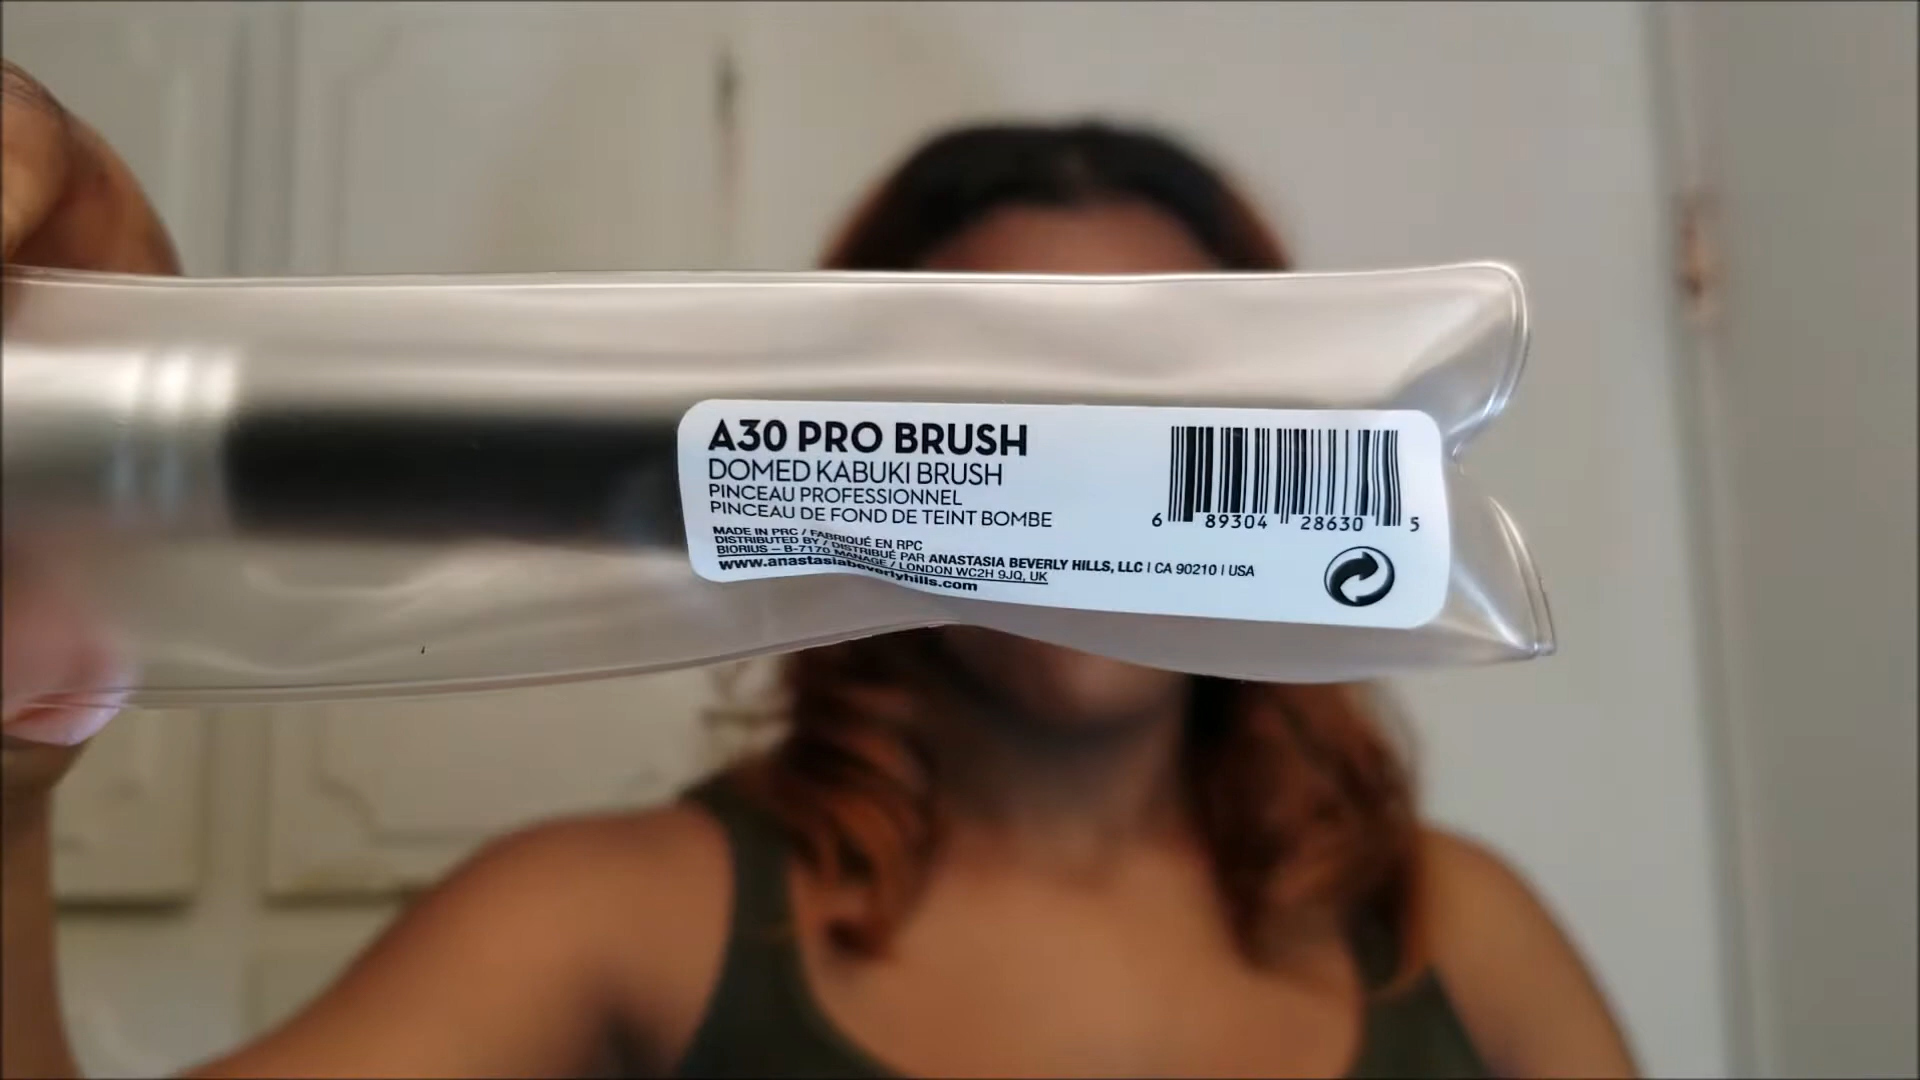 A30 PRO BRUSH
DOMED KABUKI BRUSH
PINCEAU PROFESSIONNEL
PINCEAU DE FOND DE TEINT BOMBE
MADE IN PRC / FABRIQUÉ EN RPC
DISTRIBUTED BY / DISTRIBUÉ PAR ANASTASIA BEVERLY HILLS, LLC | CA 90210 | USA
BIORIUS – B-7170 MANAGE / LONDON WC2H 9JQ, UK
www.anastasiabeverlyhills.com
6 89304 28630 5